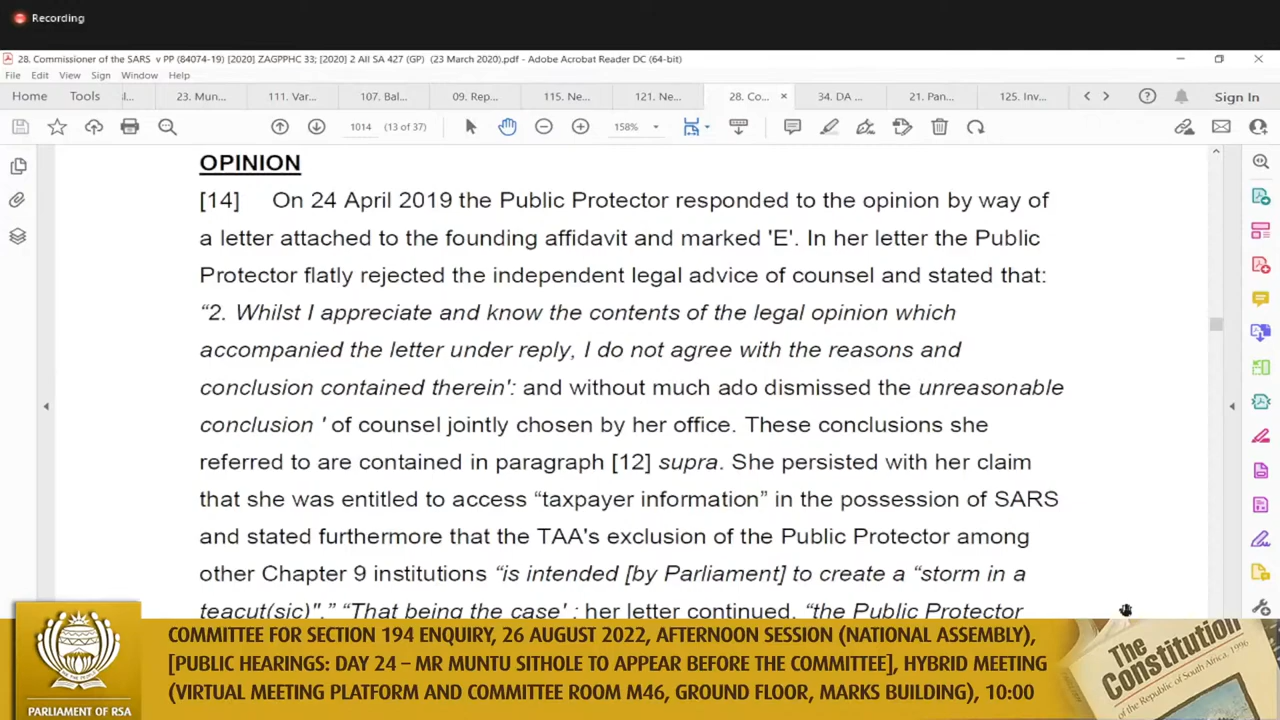 Recording
28. Commissioner of the SARS v PP (84074-19) [2020] ZAGPPHC 33; [2020] 2 All SA 427 (GP) (23 March 2020).pdf - Adobe Acrobat Reader DC (64-bit)
File Edit View Sign Window Help
Home Tools l... 23. Mun... 111. Var... 107. Bal... 09. Rep... 115. Ne... 121. Ne... 28. Co... × 34. DA ... 21. Pan... 125. Inv... Sign In
1014 (13 of 37) 158%
OPINION
[14] On 24 April 2019 the Public Protector responded to the opinion by way of
a letter attached to the founding affidavit and marked 'E'. In her letter the Public
Protector flatly rejected the independent legal advice of counsel and stated that:
“2. Whilst I appreciate and know the contents of the legal opinion which
accompanied the letter under reply, I do not agree with the reasons and
conclusion contained therein': and without much ado dismissed the unreasonable
conclusion ' of counsel jointly chosen by her office. These conclusions she
referred to are contained in paragraph [12] supra. She persisted with her claim
that she was entitled to access “taxpayer information” in the possession of SARS
and stated furthermore that the TAA's exclusion of the Public Protector among
other Chapter 9 institutions “is intended [by Parliament] to create a “storm in a
teacut(sic)".” “That being the case' ; her letter continued, “the Public Protector
COMMITTEE FOR SECTION 194 ENQUIRY, 26 AUGUST 2022, AFTERNOON SESSION (NATIONAL ASSEMBLY),
[PUBLIC HEARINGS: DAY 24 – MR MUNTU SITHOLE TO APPEAR BEFORE THE COMMITTEE], HYBRID MEETING
(VIRTUAL MEETING PLATFORM AND COMMITTEE ROOM M46, GROUND FLOOR, MARKS BUILDING), 10:00
PARLIAMENT OF RSA
The
Constitution
of the Republic of South Africa, 1996